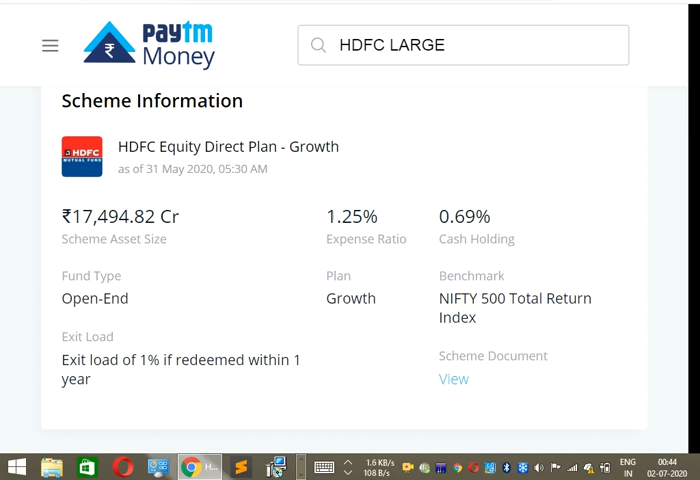 paytm
Money
HDFC LARGE
Scheme Information
HDFC
MUTUAL FUND
HDFC Equity Direct Plan - Growth
as of 31 May 2020, 05:30 AM
₹17,494.82 Cr
Scheme Asset Size
1.25%
Expense Ratio
0.69%
Cash Holding
Fund Type
Open-End
Plan
Growth
Benchmark
NIFTY 500 Total Return
Index
Exit Load
Exit load of 1% if redeemed within 1
year
Scheme Document
View
H...
1.6 KB/s
108 B/s
ENG
IN
00:44
02-07-2020